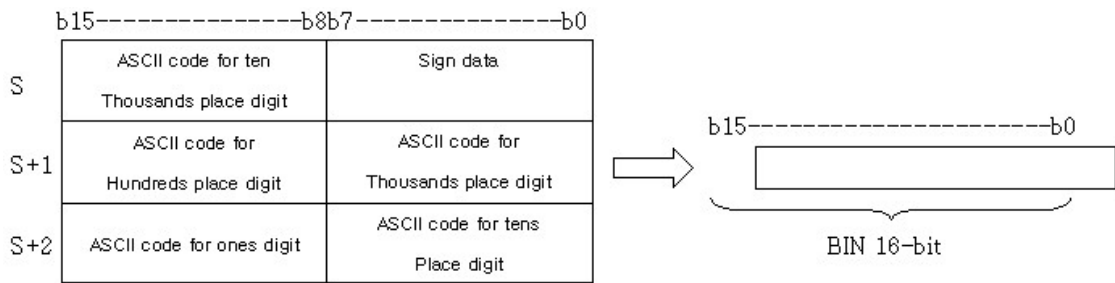 b15----------------b8b7----------------b0
S
ASCII code for ten
Thousands place digit
Sign data
S+1
ASCII code for
Hundreds place digit
ASCII code for
Thousands place digit
S+2
ASCII code for ones digit
ASCII code for tens
Place digit
b15----------------------b0
BIN 16-bit